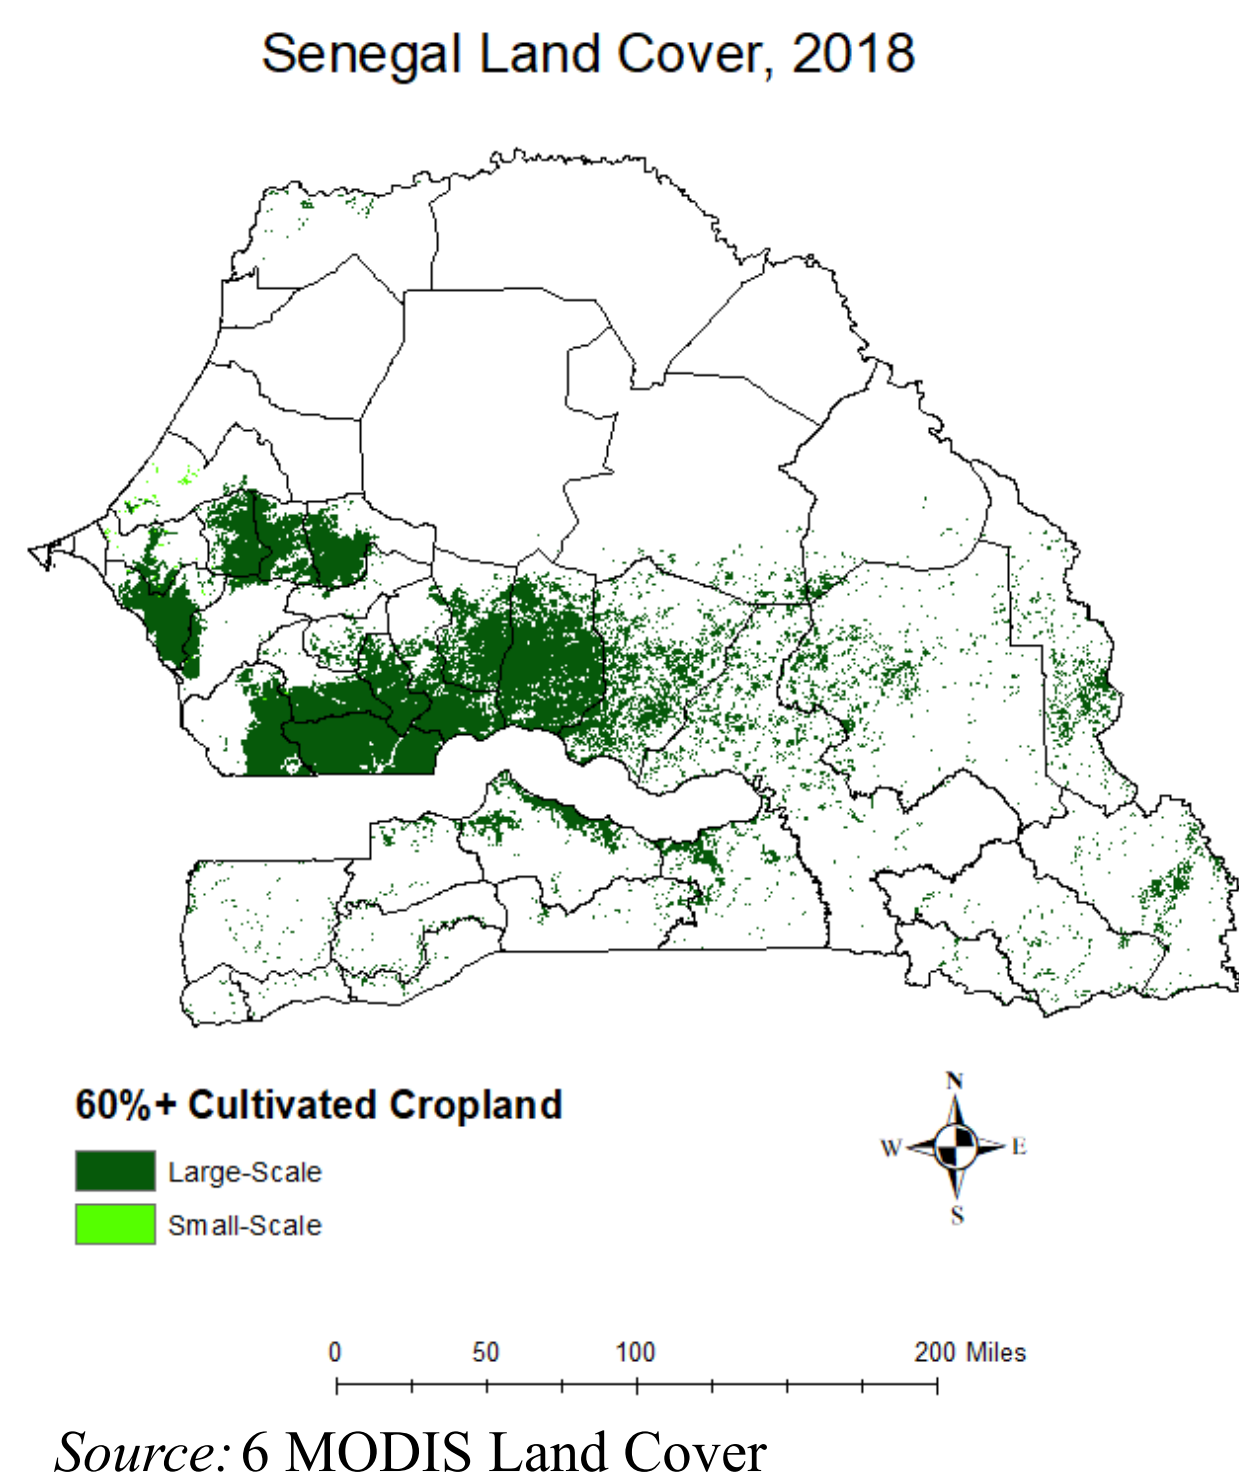 Senegal Land Cover, 2018
60%+ Cultivated Cropland
Large-Scale
Small-Scale
N
W E
S
0 50 100 200 Miles
Source: 6 MODIS Land Cover